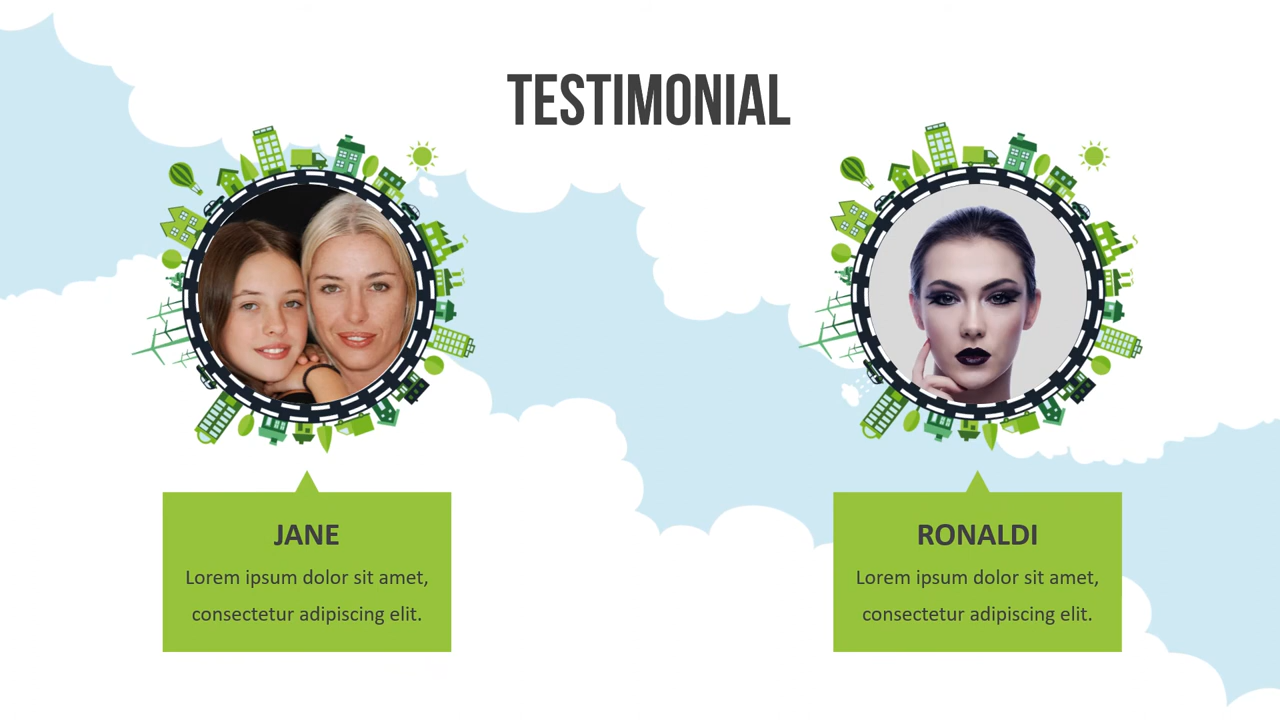 TESTIMONIAL
JANE
Lorem ipsum dolor sit amet,
consectetur adipiscing elit.
RONALDI
Lorem ipsum dolor sit amet,
consectetur adipiscing elit.